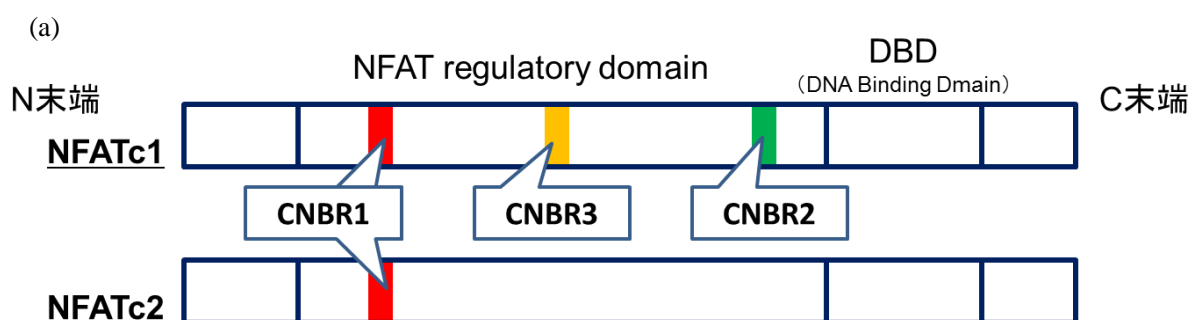 (a)
NFAT regulatory domain
DBD
（DNA Binding Dmain）
N末端
C末端
NFATc1
CNBR1
CNBR3
CNBR2
NFATc2